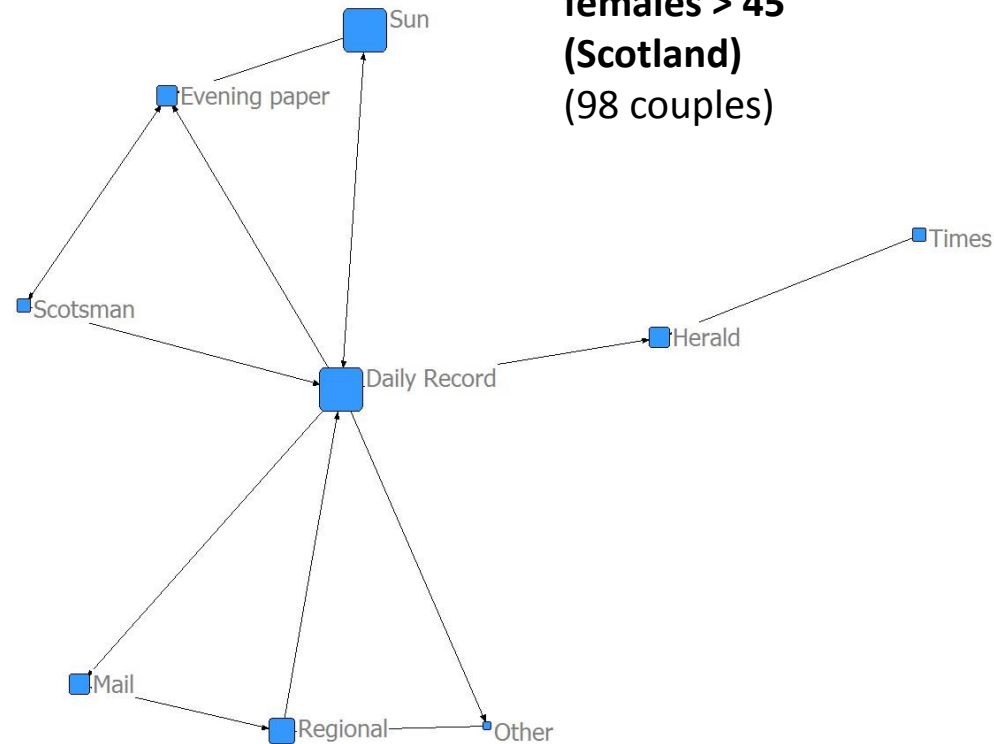 females > 45
(Scotland)
(98 couples)
Sun
Evening paper
Times
Scotsman
Herald
Daily Record
Mail
Regional
Other